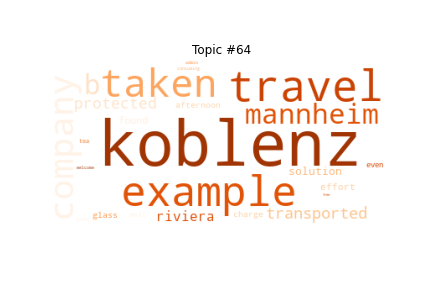 Topic #64
taken
travel
b
protected
afternoon
mannheim
company
found
koblenz
tea
even
solution
example
effort
glass
riviera
charge
transported